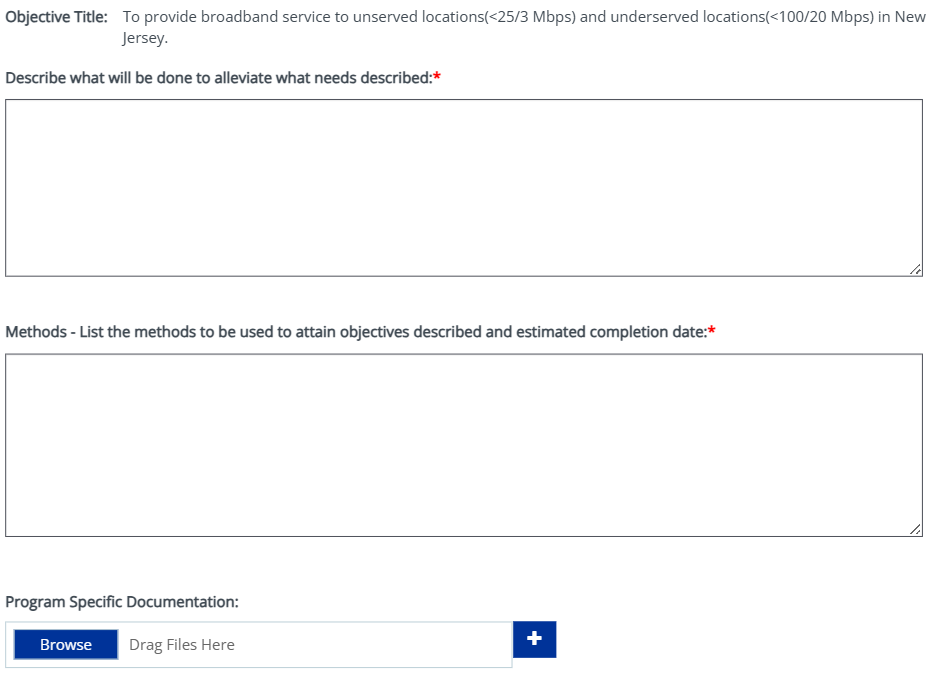 Objective Title: To provide broadband service to unserved locations(<25/3 Mbps) and underserved locations(<100/20 Mbps) in New
Jersey.
Describe what will be done to alleviate what needs described:*
Methods - List the methods to be used to attain objectives described and estimated completion date:*
Program Specific Documentation:
Browse Drag Files Here +